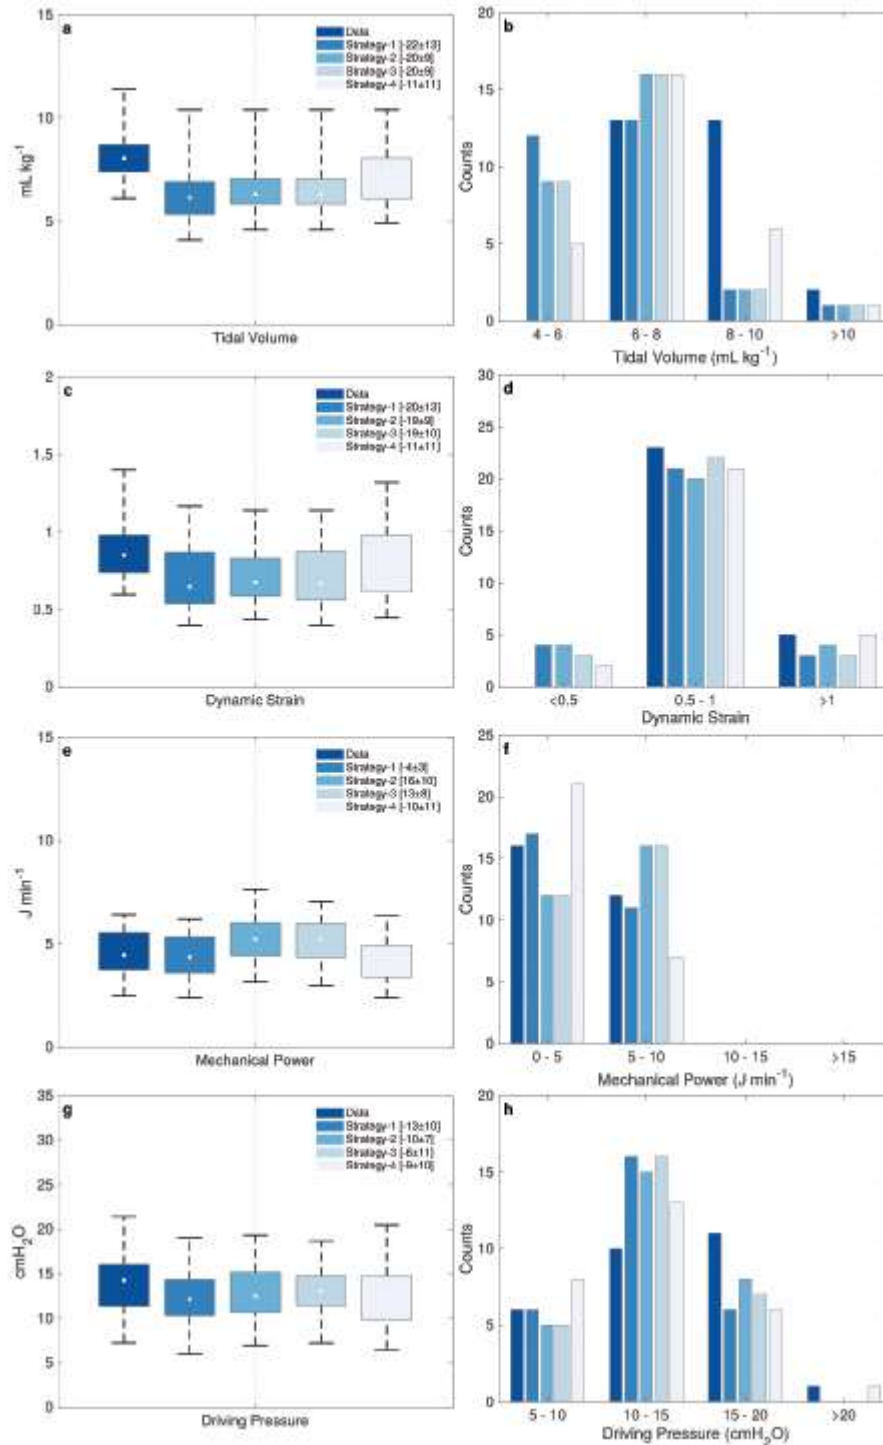 a
Data
Strategy-1 [-22±13]
Strategy-2 [-20±9]
Strategy-3 [-20±9]
Strategy-4 [-11±11]
15
10
5
0
mL kg⁻¹
Tidal Volume
b
20
15
10
5
0
Counts
4 - 6
6 - 8
8 - 10
>10
Tidal Volume (mL kg⁻¹)
c
Data
Strategy-1 [-20±13]
Strategy-2 [-19±9]
Strategy-3 [-19±10]
Strategy-4 [-11±11]
2
1.5
1
0.5
0
Dynamic Strain
d
30
25
20
15
10
5
0
Counts
<0.5
0.5 - 1
>1
Dynamic Strain
e
Data
Strategy-1 [-4±3]
Strategy-2 [16±10]
Strategy-3 [13±9]
Strategy-4 [-10±11]
15
10
5
0
J min⁻¹
Mechanical Power
f
25
20
15
10
5
0
Counts
0 - 5
5 - 10
10 - 15
>15
Mechanical Power (J min⁻¹)
g
Data
Strategy-1 [-13±10]
Strategy-2 [-10±7]
Strategy-3 [-6±11]
Strategy-4 [-9±10]
35
30
25
20
15
10
5
0
cmH₂O
Driving Pressure
h
20
15
10
5
0
Counts
5 - 10
10 - 15
15 - 20
>20
Driving Pressure (cmH₂O)